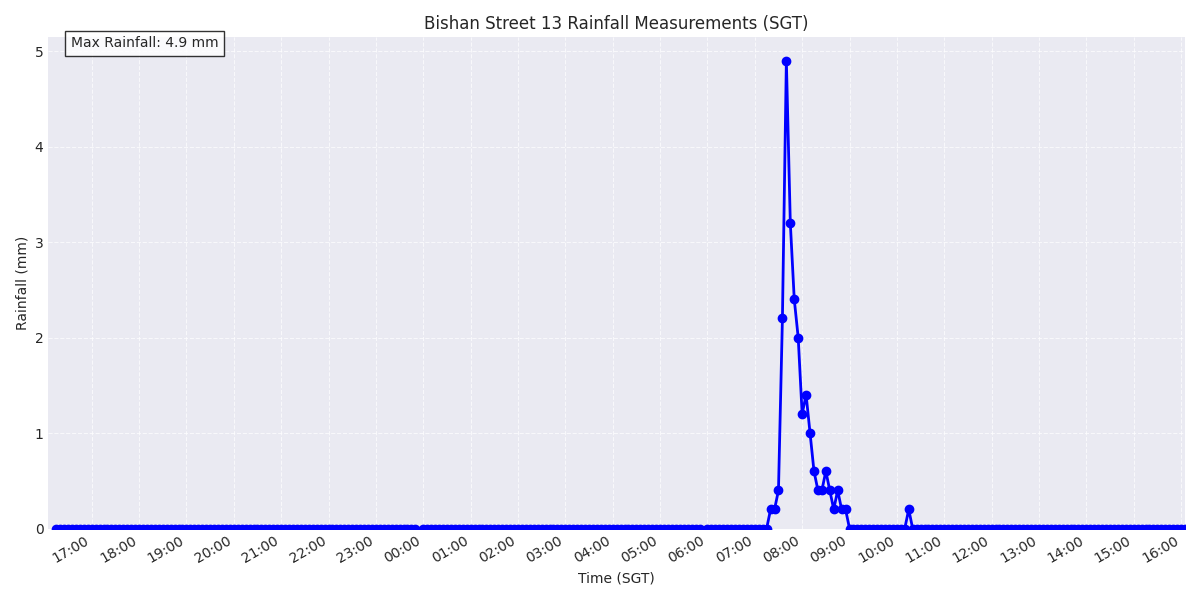 Bishan Street 13 Rainfall Measurements (SGT)
Max Rainfall: 4.9 mm
5
4
3
2
1
0
Rainfall (mm)
17:00 18:00 19:00 20:00 21:00 22:00 23:00 00:00 01:00 02:00 03:00 04:00 05:00 06:00 07:00 08:00 09:00 10:00 11:00 12:00 13:00 14:00 15:00 16:00
Time (SGT)